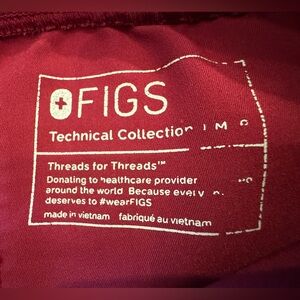 FIGS
Technical Collection M
Threads for Threads™
Donating to healthcare provider
around the world Because every
deserves to #wearFIGS
made in vietnam fabriqué au vietnam